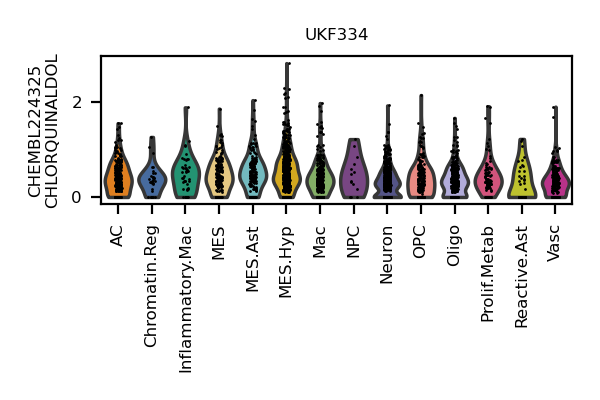 UKF334
CHEMBL224325
CHLORQUINALDOL
2
0
AC
Chromatin.Reg
Inflammatory.Mac
MES
MES.Ast
MES.Hyp
Mac
NPC
Neuron
OPC
Oligo
Prolif.Metab
Reactive.Ast
Vasc